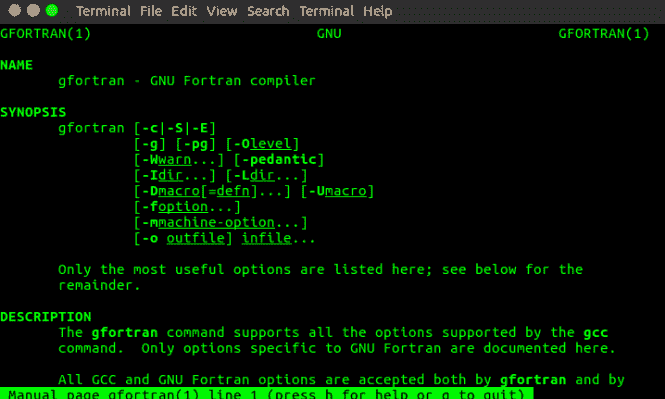 Terminal File Edit View Search Terminal Help
GFORTRAN(1) GNU GFORTRAN(1)
NAME
gfortran - GNU Fortran compiler
SYNOPSIS
gfortran [-c|-S|-E]
[-g] [-pg] [-Olevel]
[-Wwarn...] [-pedantic]
[-Idir...] [-Ldir...]
[-Dmacro[=defn]...] [-Umacro]
[-foption...]
[-mmachine-option...]
[-o outfile] infile...
Only the most useful options are listed here; see below for the
remainder.
DESCRIPTION
The gfortran command supports all the options supported by the gcc
command. Only options specific to GNU Fortran are documented here.
All GCC and GNU Fortran options are accepted both by gfortran and by
Manual page gfortran(1) line 1 (press h for help or q to quit)